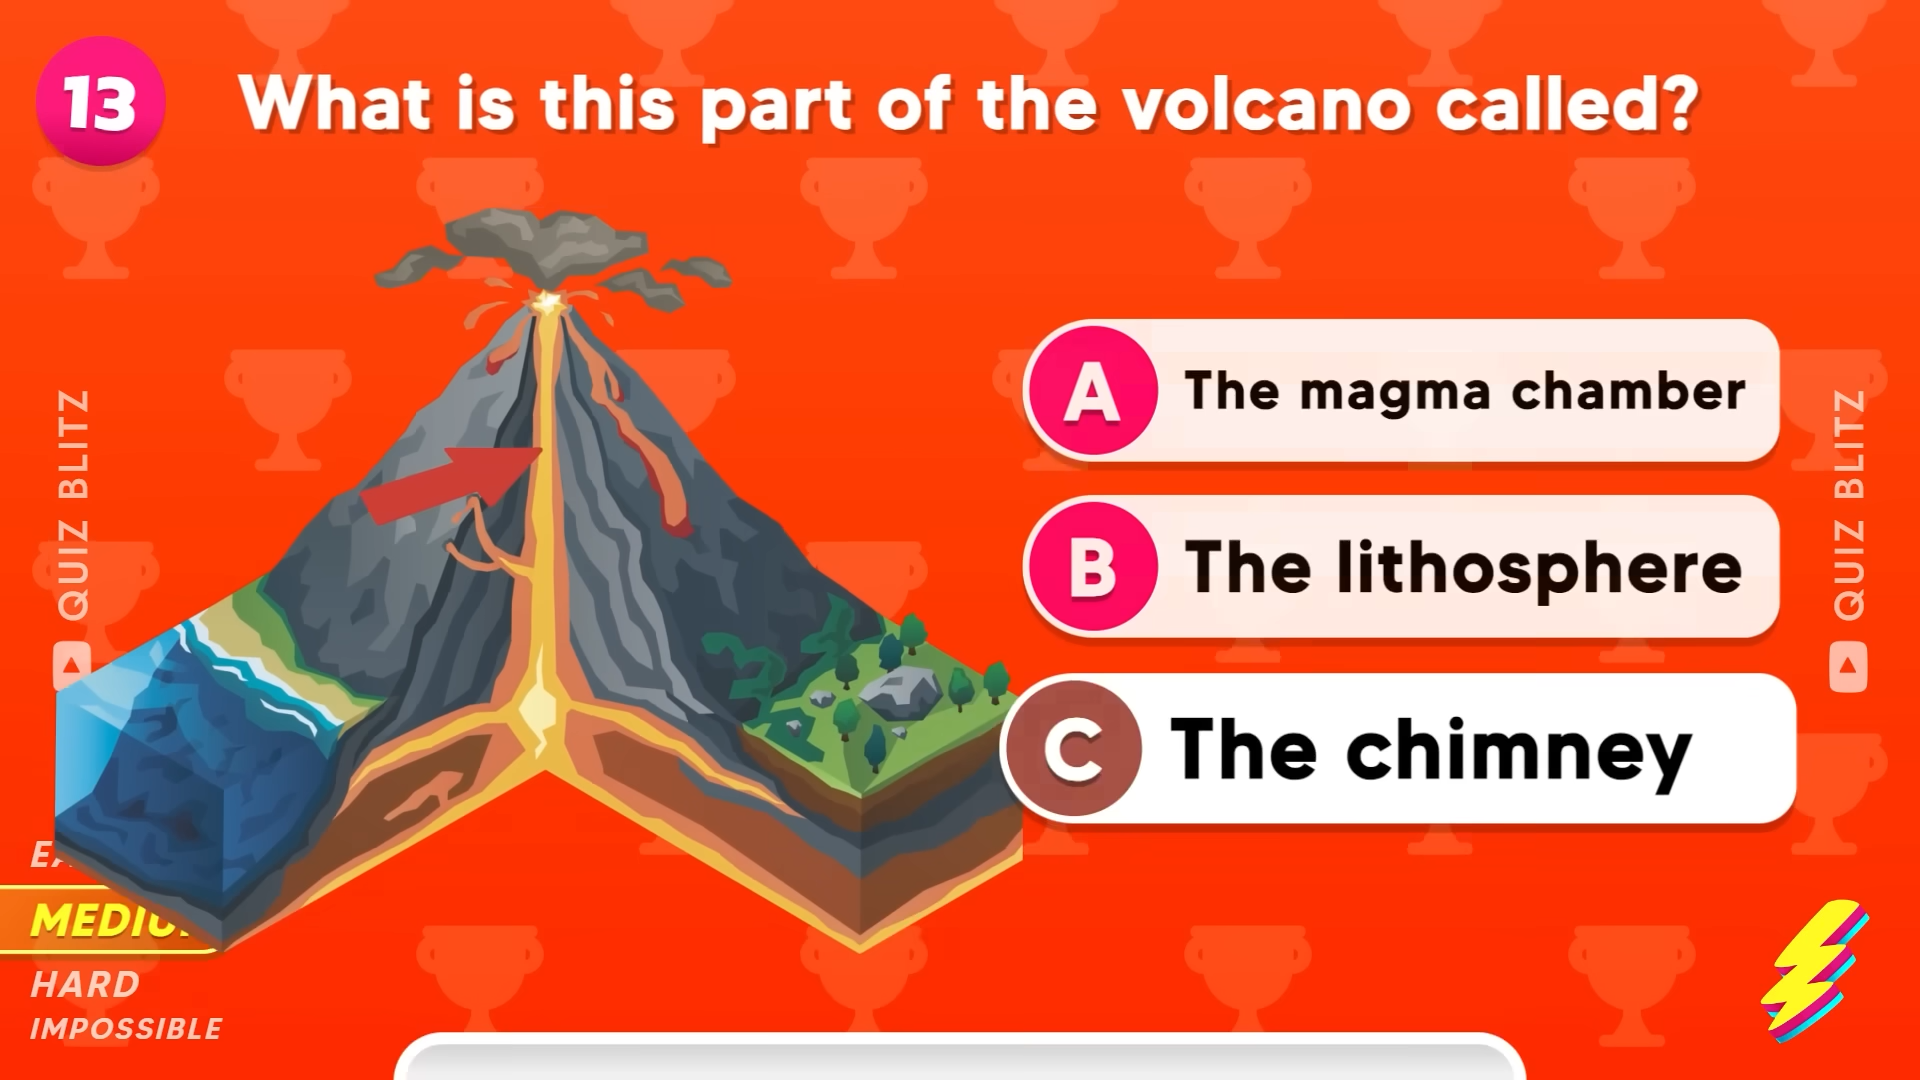 13
What is this part of the volcano called?
A
The magma chamber
B
The lithosphere
C
The chimney
QUIZ BLITZ
QUIZ BLITZ
HARD
IMPOSSIBLE